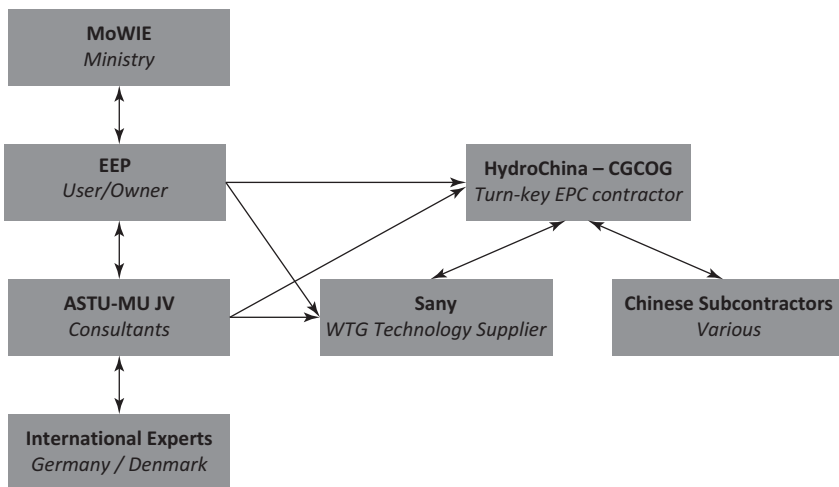 MoWIE
Ministry
EEP
User/Owner
HydroChina – CGCOG
Turn-key EPC contractor
ASTU-MU JV
Consultants
Sany
WTG Technology Supplier
Chinese Subcontractors
Various
International Experts
Germany / Denmark